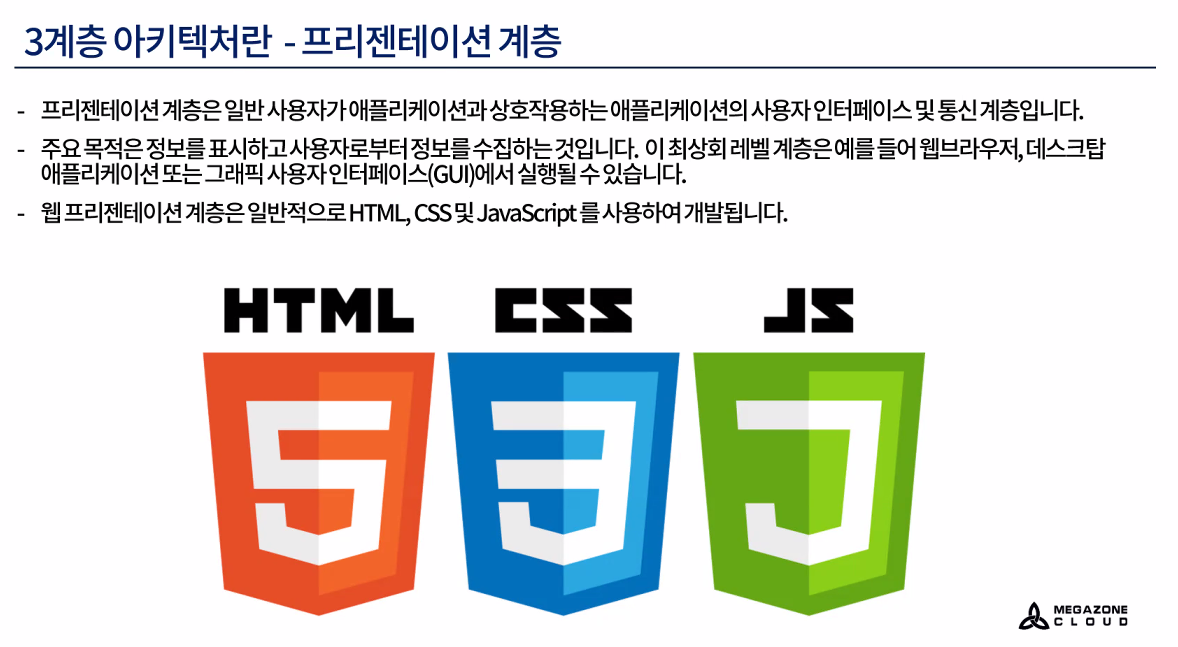 3계층 아키텍처란 - 프리젠테이션 계층
- 프리젠테이션 계층은 일반 사용자가 애플리케이션과 상호작용하는 애플리케이션의 사용자 인터페이스 및 통신 계층입니다.
- 주요 목적은 정보를 표시하고 사용자로부터 정보를 수집하는 것입니다. 이 최상회 레벨 계층은 예를 들어 웹브라우저, 데스크탑
애플리케이션 또는 그래픽 사용자 인터페이스(GUI)에서 실행될 수 있습니다.
- 웹 프리젠테이션 계층은 일반적으로 HTML, CSS 및 JavaScript 를 사용하여 개발됩니다.
HTML CSS JS
5 3 J
MEGAZONE
CLOUD